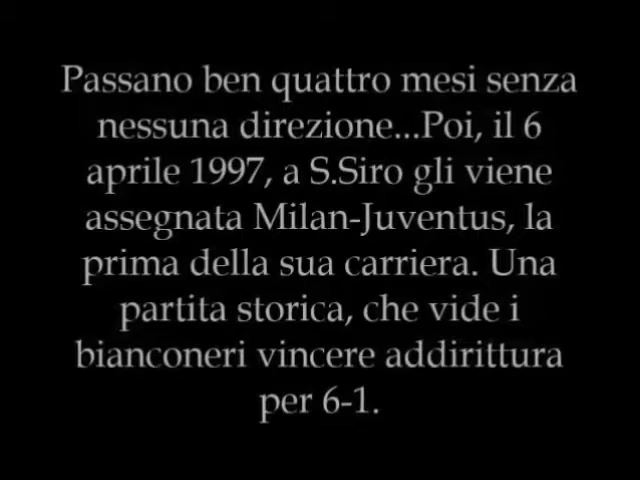 Passano ben quattro mesi senza
nessuna direzione...Poi, il 6
aprile 1997, a S.Siro gli viene
assegnata Milan-Juventus, la
prima della sua carriera. Una
partita storica, che vide i
bianconeri vincere addirittura
per 6-1.